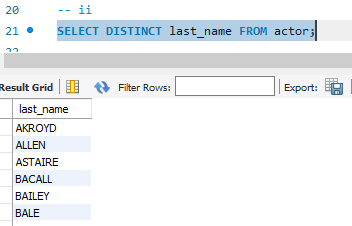 20 -- ii
21 SELECT DISTINCT last_name FROM actor;
22
Result Grid Filter Rows: Export:
last_name
AKROYD
ALLEN
ASTAIRE
BACALL
BAILEY
BALE